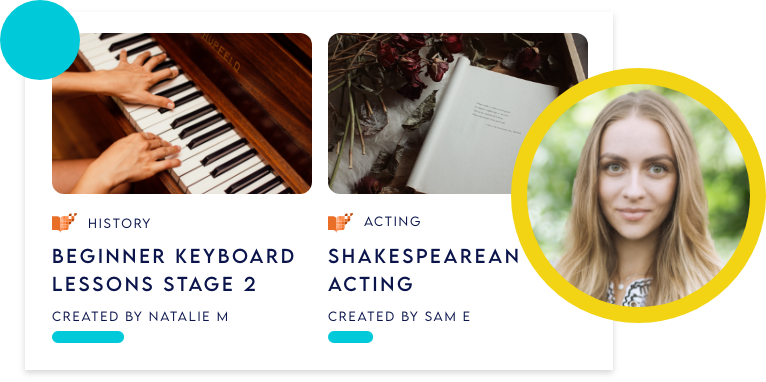 HISTORY
BEGINNER KEYBOARD
LESSONS STAGE 2
CREATED BY NATALIE M
ACTING
SHAKESPEAREAN
ACTING
CREATED BY SAM E